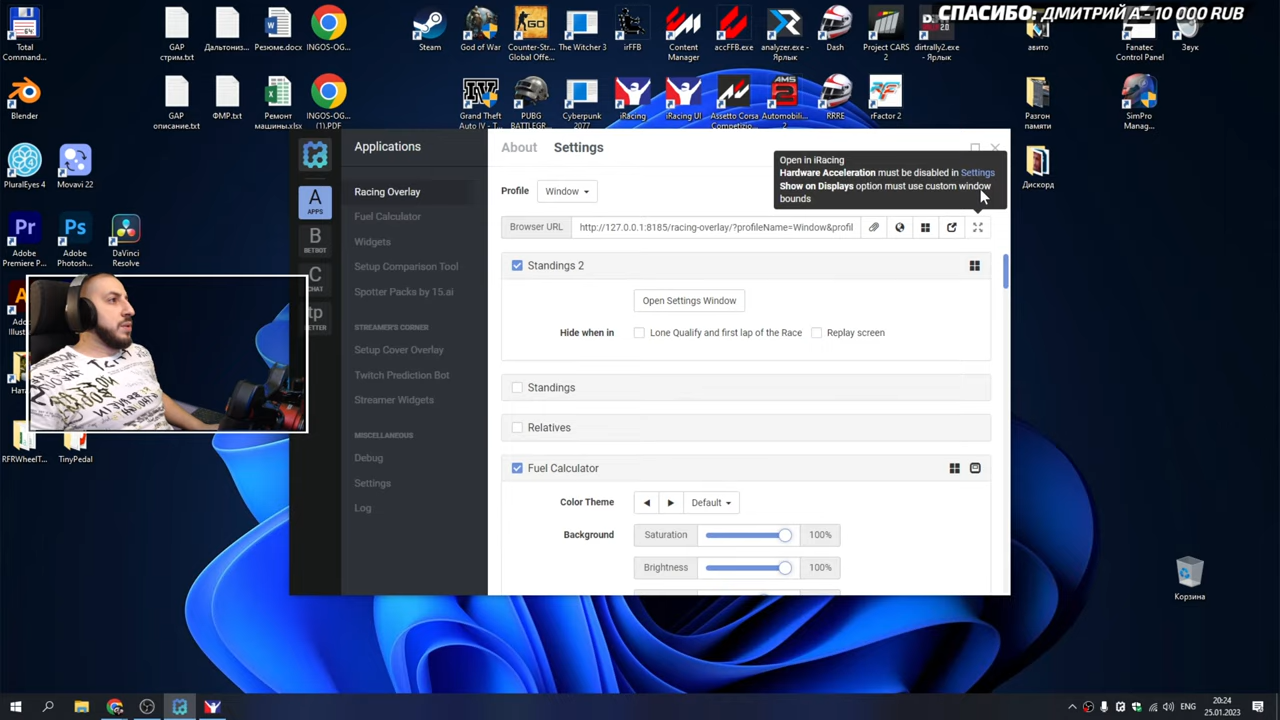 СПАСИБО: ДМИТРИЙ А - 10 000 RUB
Total Comman...
GAP стрим.txt
Дальтониз...
Резюме.docx
INGOS-OG...
Steam
God of War
Counter-Str... Global Offe...
The Witcher 3
irFFB
Content Manager
accFFB.exe
analyzer.exe - Ярлык
Dash
Project CARS 2
dirtrally2.exe - Ярлык
авито
Fanatec Control Panel
Звук
Blender
GAP описание.txt
ФМР.txt
Ремонт машины.xlsx
INGOS-OG... (1).PDF
Grand Theft Auto IV - T...
PUBG BATTLEGR...
Cyberpunk 2077
iRacing
iRacing UI
Assetto Corsa Competizio...
Automobili... 2
RRRE
rFactor 2
Разгон памяти
SimPro Manag...
PluralEyes 4
Movavi 22
Дискорд
Adobe Premiere P...
Adobe Photosh...
DaVinci Resolve
RFRWheelT...
TinyPedal
Корзина
A
APPS
B
BETBOT
C
CHAT
tp
Applications
Racing Overlay
Fuel Calculator
Widgets
Setup Comparison Tool
Spotter Packs by 15.ai
STREAMER'S CORNER
Setup Cover Overlay
Twitch Prediction Bot
Streamer Widgets
MISCELLANEOUS
Debug
Settings
Log
About Settings
Open in iRacing
Hardware Acceleration must be disabled in Settings
Show on Displays option must use custom window
bounds
Profile Window
Browser URL http://127.0.0.1:8185/racing-overlay/?profileName=Window&profil
Standings 2
Open Settings Window
Hide when in Lone Qualify and first lap of the Race Replay screen
Standings
Relatives
Fuel Calculator
Color Theme Default
Background Saturation 100%
Brightness 100%
ENG
20:24
25.01.2023